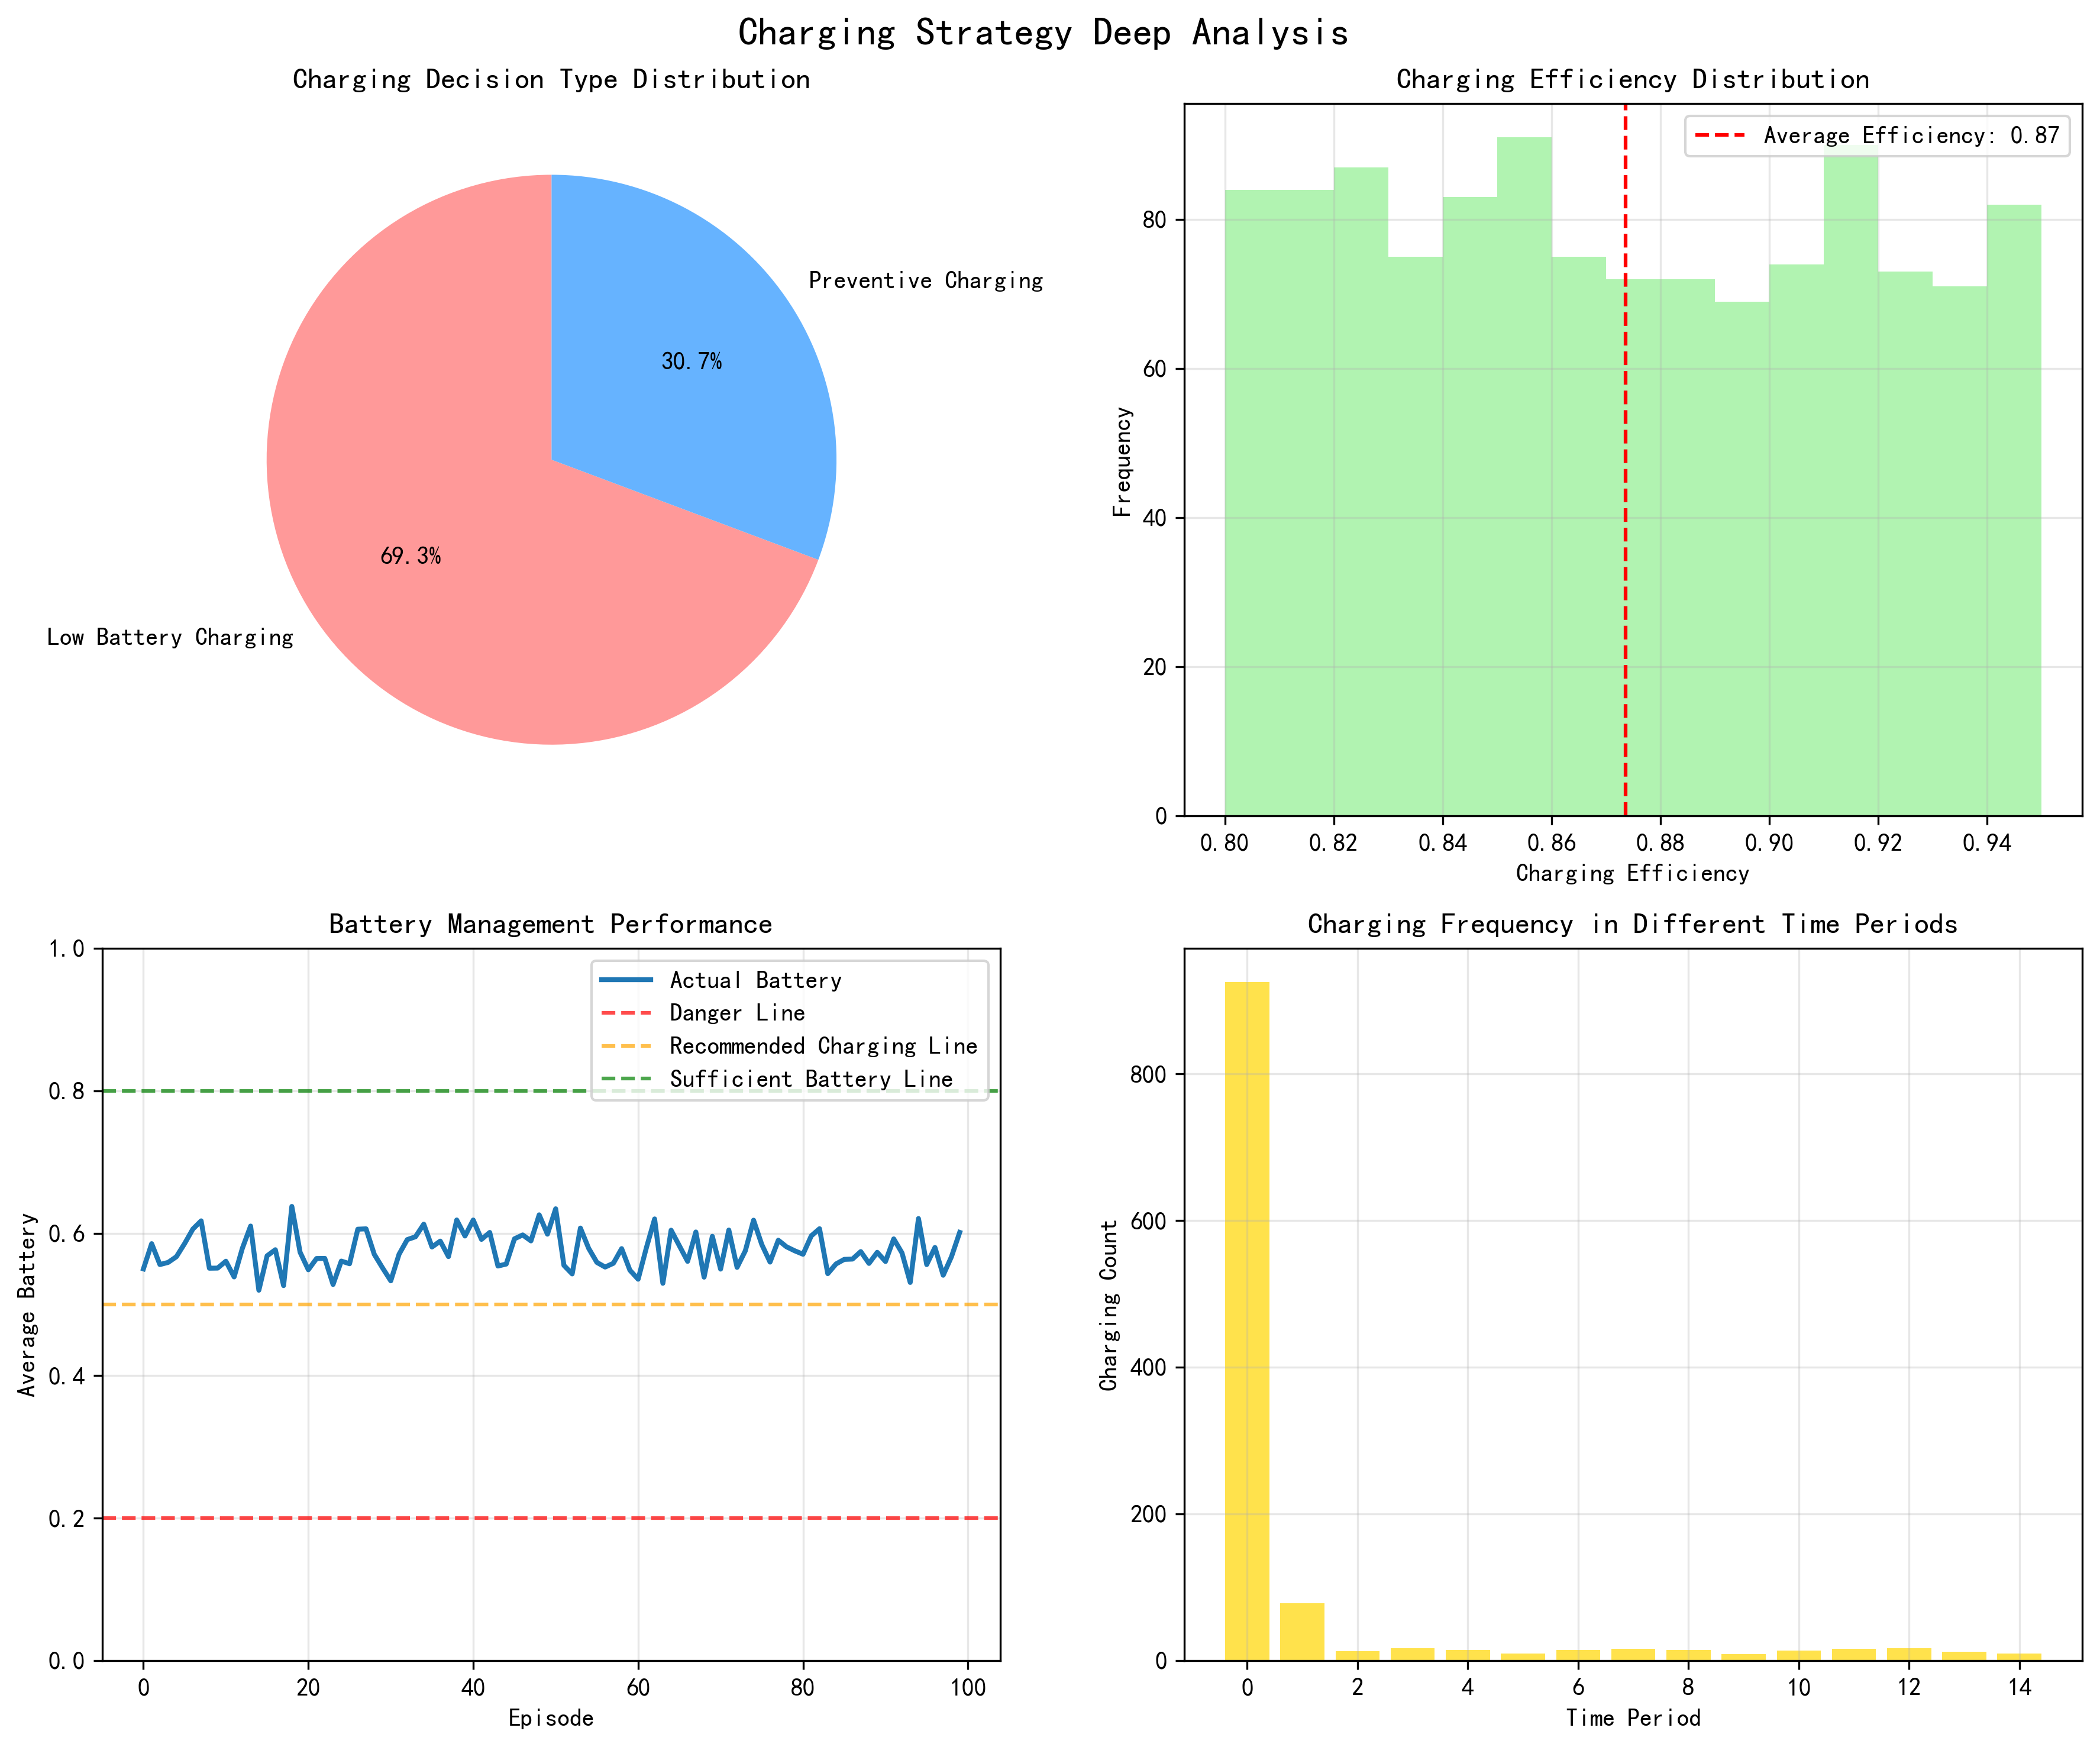 Charging Strategy Deep Analysis
Charging Decision Type Distribution
Preventive Charging
30.7%
69.3%
Low Battery Charging
Charging Efficiency Distribution
Average Efficiency: 0.87
Frequency
80
60
40
20
0
0.80 0.82 0.84 0.86 0.88 0.90 0.92 0.94
Charging Efficiency
Battery Management Performance
Actual Battery
Danger Line
Recommended Charging Line
Sufficient Battery Line
Average Battery
1.0
0.8
0.6
0.4
0.2
0.0
0 20 40 60 80 100
Episode
Charging Frequency in Different Time Periods
Charging Count
800
600
400
200
0
0 2 4 6 8 10 12 14
Time Period